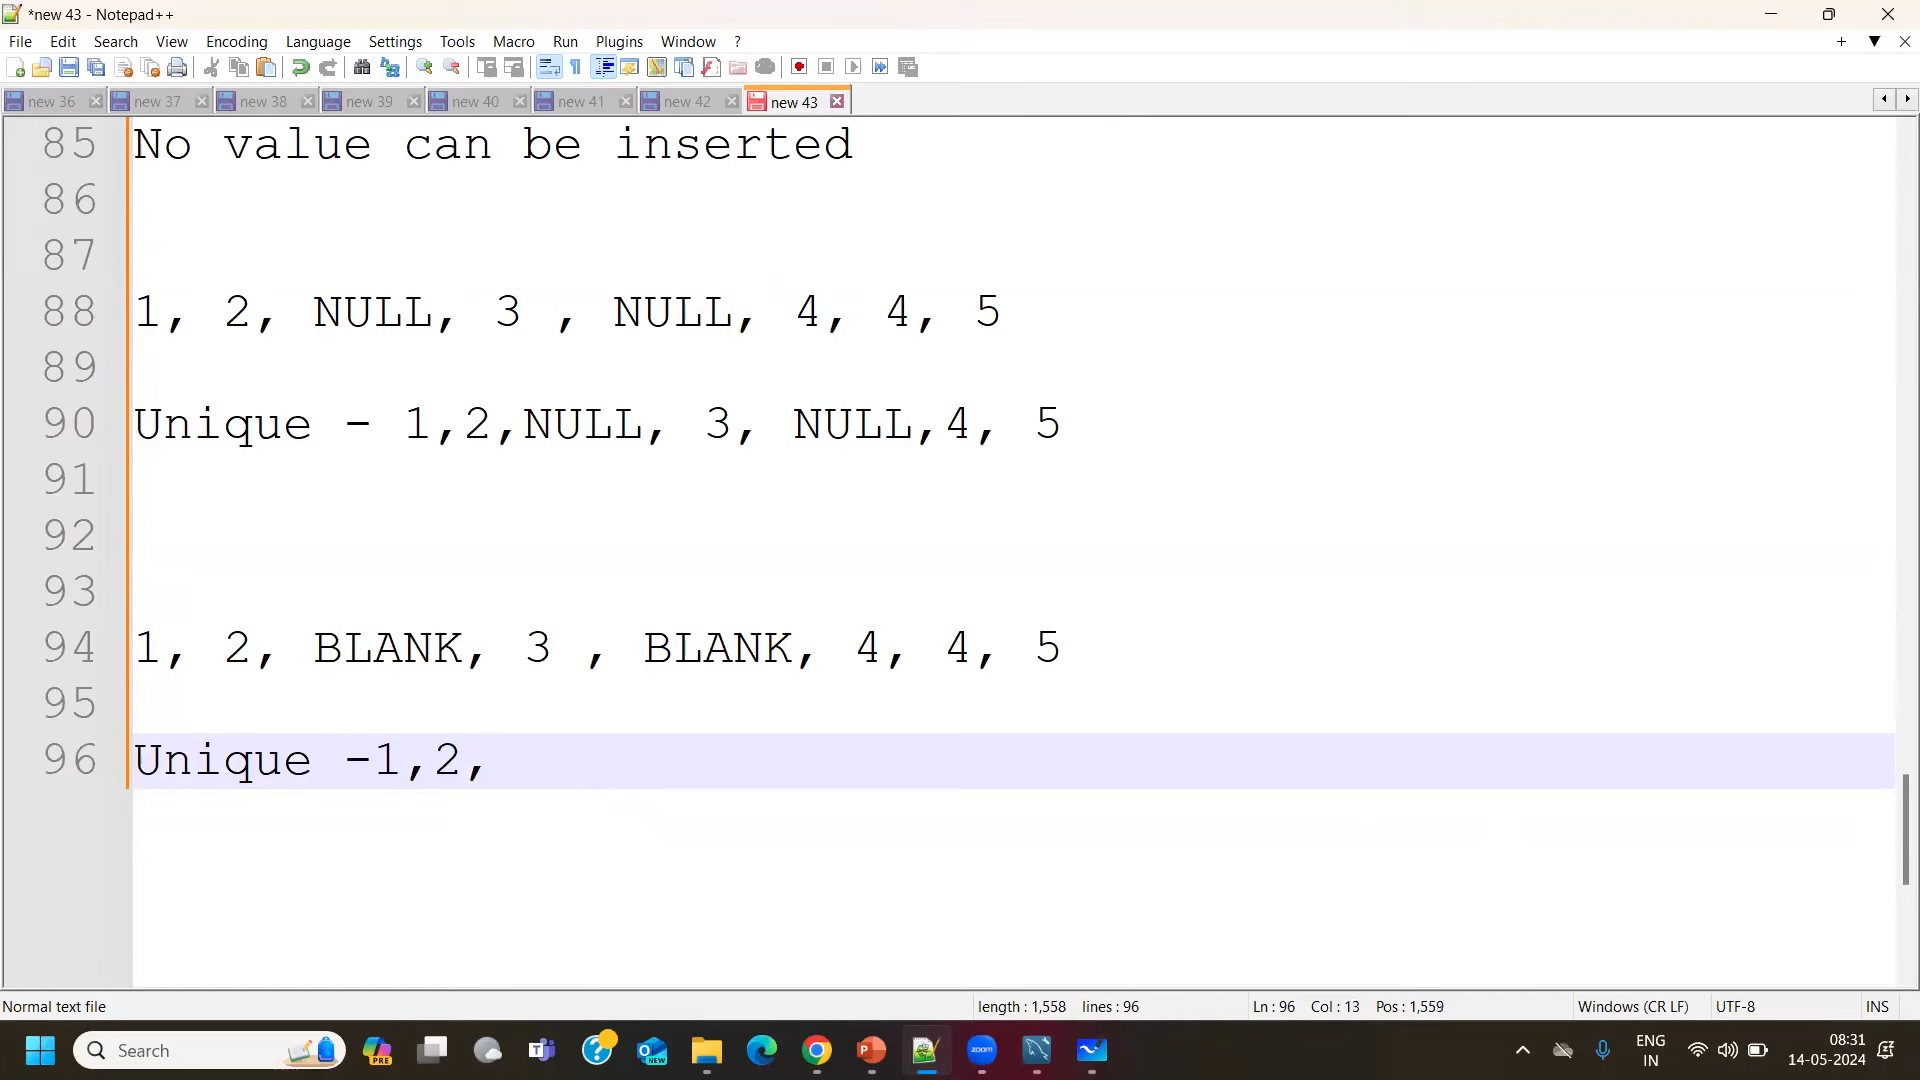 *new 43 - Notepad++
File Edit Search View Encoding Language Settings Tools Macro Run Plugins Window ?
new 36 new 37 new 38 new 39 new 40 new 41 new 42 new 43
85 No value can be inserted
86
87
88 1, 2, NULL, 3 , NULL, 4, 4, 5
89
90 Unique - 1,2,NULL, 3, NULL,4, 5
91
92
93
94 1, 2, BLANK, 3 , BLANK, 4, 4, 5
95
96 Unique -1,2,
Normal text file length : 1,558 lines : 96 Ln : 96 Col : 13 Pos : 1,559 Windows (CR LF) UTF-8 INS
Search PRE NEW zoom ENG IN 08:31 14-05-2024